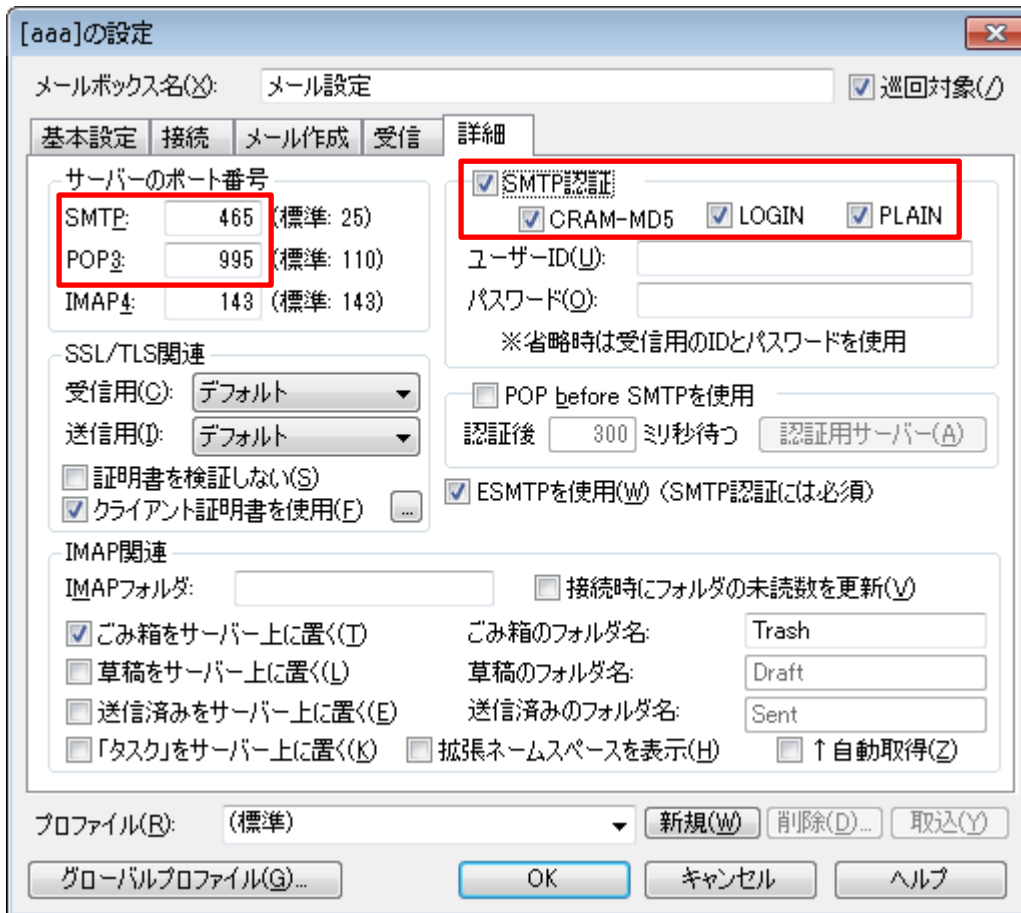 [aaa]の設定
メールボックス名(X): メール設定 巡回対象(/)
基本設定 接続 メール作成 受信 詳細
サーバーのポート番号
SMTP: 465 (標準: 25)
POP3: 995 (標準: 110)
IMAP4: 143 (標準: 143)
SMTP認証
CRAM-MD5 LOGIN PLAIN
ユーザーID(U):
パスワード(O):
※省略時は受信用のIDとパスワードを使用
SSL/TLS関連
受信用(C): デフォルト
送信用(I): デフォルト
証明書を検証しない(S)
クライアント証明書を使用(F) ...
POP before SMTPを使用
認証後 300 ミリ秒待つ 認証用サーバー(A)
ESMTPを使用(W) (SMTP認証には必須)
IMAP関連
IMAPフォルダ: 接続時にフォルダの未読数を更新(V)
ごみ箱をサーバー上に置く(T) ごみ箱のフォルダ名: Trash
草稿をサーバー上に置く(L) 草稿のフォルダ名: Draft
送信済みをサーバー上に置く(E) 送信済みのフォルダ名: Sent
「タスク」をサーバー上に置く(K) 拡張ネームスペースを表示(H) ↑自動取得(Z)
プロファイル(R): (標準) 新規(W) 削除(D)... 取込(Y)
グローバルプロファイル(G)... OK キャンセル ヘルプ